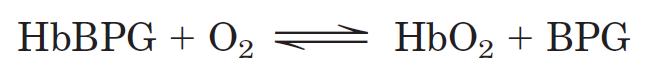 HbBPG + O₂ ⇌ HbO₂ + BPG